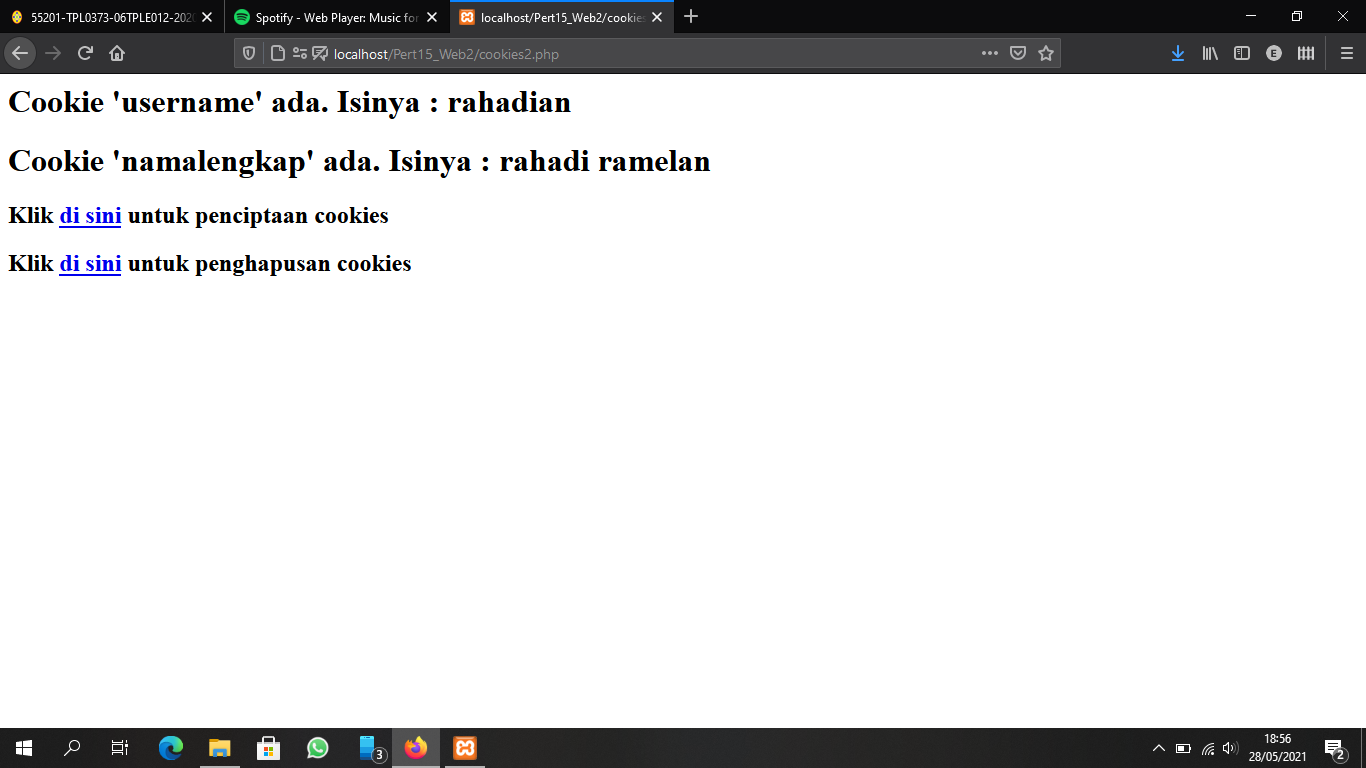 55201-TPL0373-06TPLE012-202
Spotify - Web Player: Music for
localhost/Pert15_Web2/cookies
localhost/Pert15_Web2/cookies2.php
E
Cookie 'username' ada. Isinya : rahadian
Cookie 'namalengkap' ada. Isinya : rahadi ramelan
Klik di sini untuk penciptaan cookies
Klik di sini untuk penghapusan cookies
3
18:56
28/05/2021
2